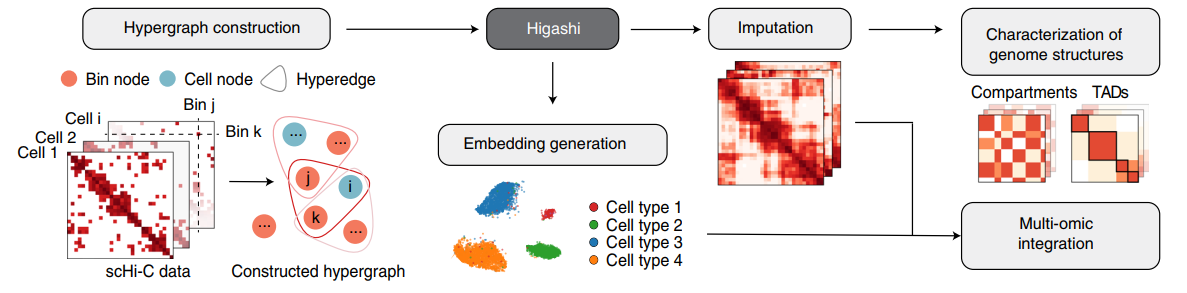 Hypergraph construction
Higashi
Imputation
Characterization of
genome structures
Bin node
Cell node
Hyperedge
Bin j
Cell i
Bin k
Cell 2
Cell 1
...
...
j
i
k
...
...
scHi-C data
Constructed hypergraph
Embedding generation
Cell type 1
Cell type 2
Cell type 3
Cell type 4
Compartments
TADs
Multi-omic
integration